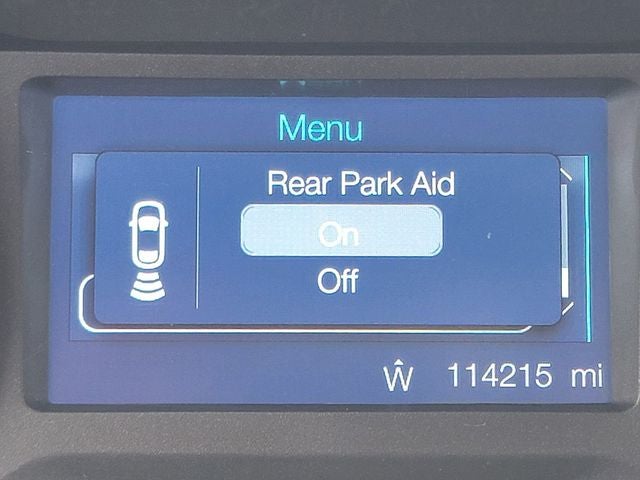 Menu
Rear Park Aid
On
Off
W 114215 mi